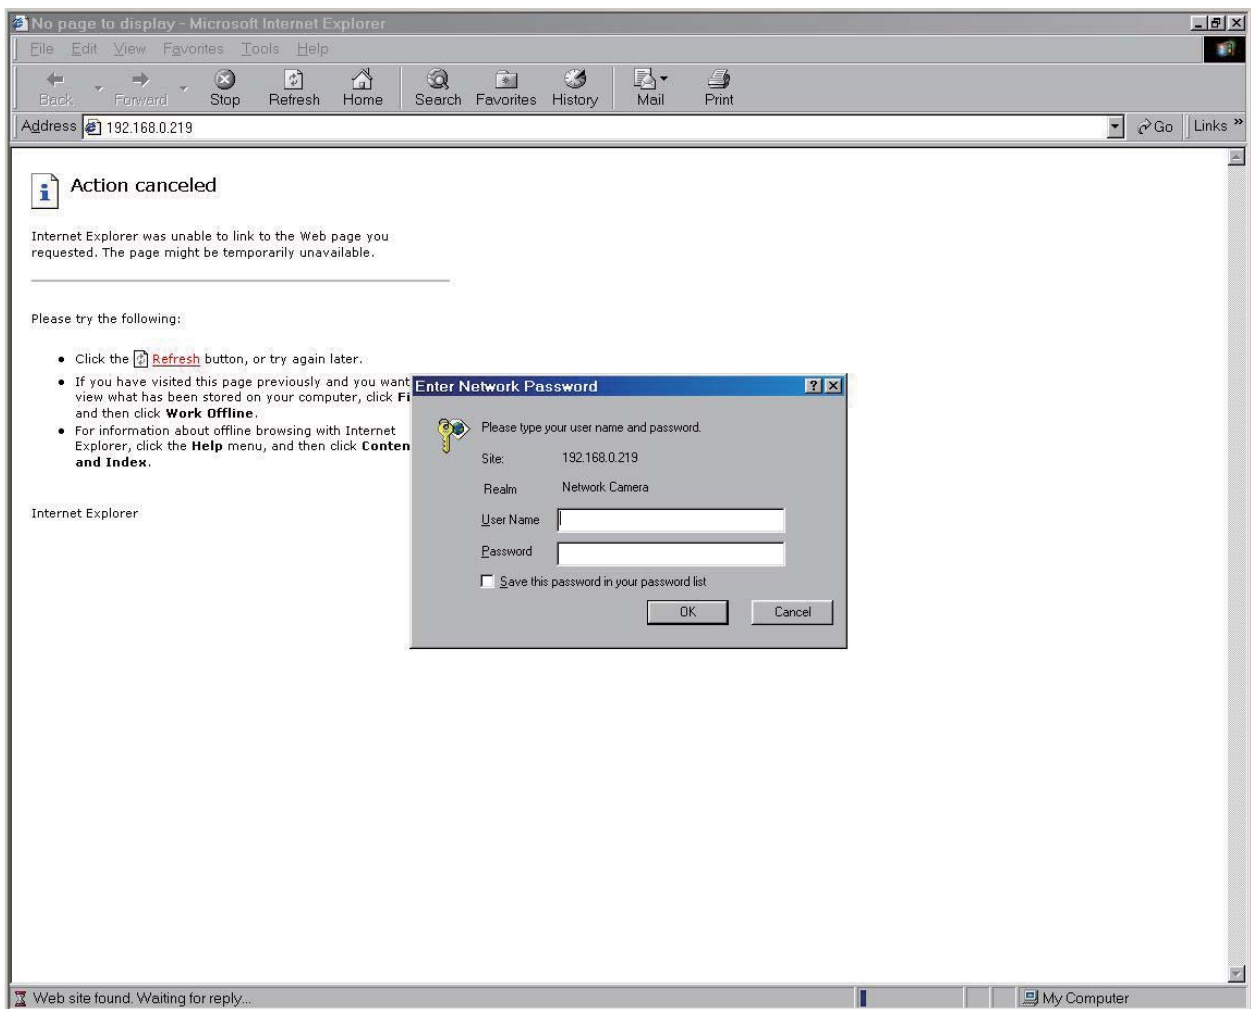 No page to display - Microsoft Internet Explorer
File Edit View Favorites Tools Help
Back Forward Stop Refresh Home Search Favorites History Mail Print
Address 192.168.0.219 Go Links »
Action canceled
Internet Explorer was unable to link to the Web page you
requested. The page might be temporarily unavailable.
Please try the following:
• Click the Refresh button, or try again later.
• If you have visited this page previously and you want
view what has been stored on your computer, click Fi
and then click Work Offline.
• For information about offline browsing with Internet
Explorer, click the Help menu, and then click Conten
and Index.
Internet Explorer
Enter Network Password
Please type your user name and password.
Site: 192.168.0.219
Realm Network Camera
User Name
Password
Save this password in your password list
OK Cancel
Web site found. Waiting for reply... My Computer